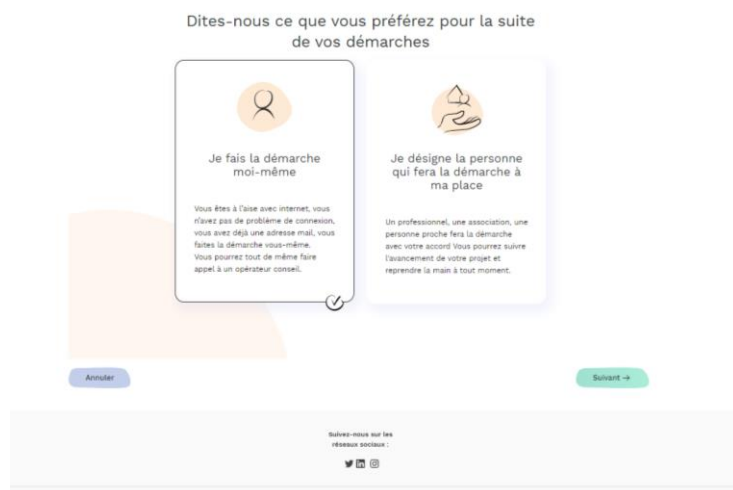 Dites-nous ce que vous préférez pour la suite
de vos démarches
Je fais la démarche
moi-même
Vous êtes à l'aise avec internet, vous
n'avez pas de problème de connexion,
vous avez déjà une adresse mail, vous
faites la démarche vous-même.
Vous pourrez tout de même faire
appel à un opérateur conseil.
Je désigne la personne
qui fera la démarche à
ma place
Un professionnel, une association, une
personne proche fera la démarche
avec votre accord Vous pourrez suivre
l'avancement de votre projet et
reprendre la main à tout moment.
Annuler
Suivant →
Suivez-nous sur les
réseaux sociaux :